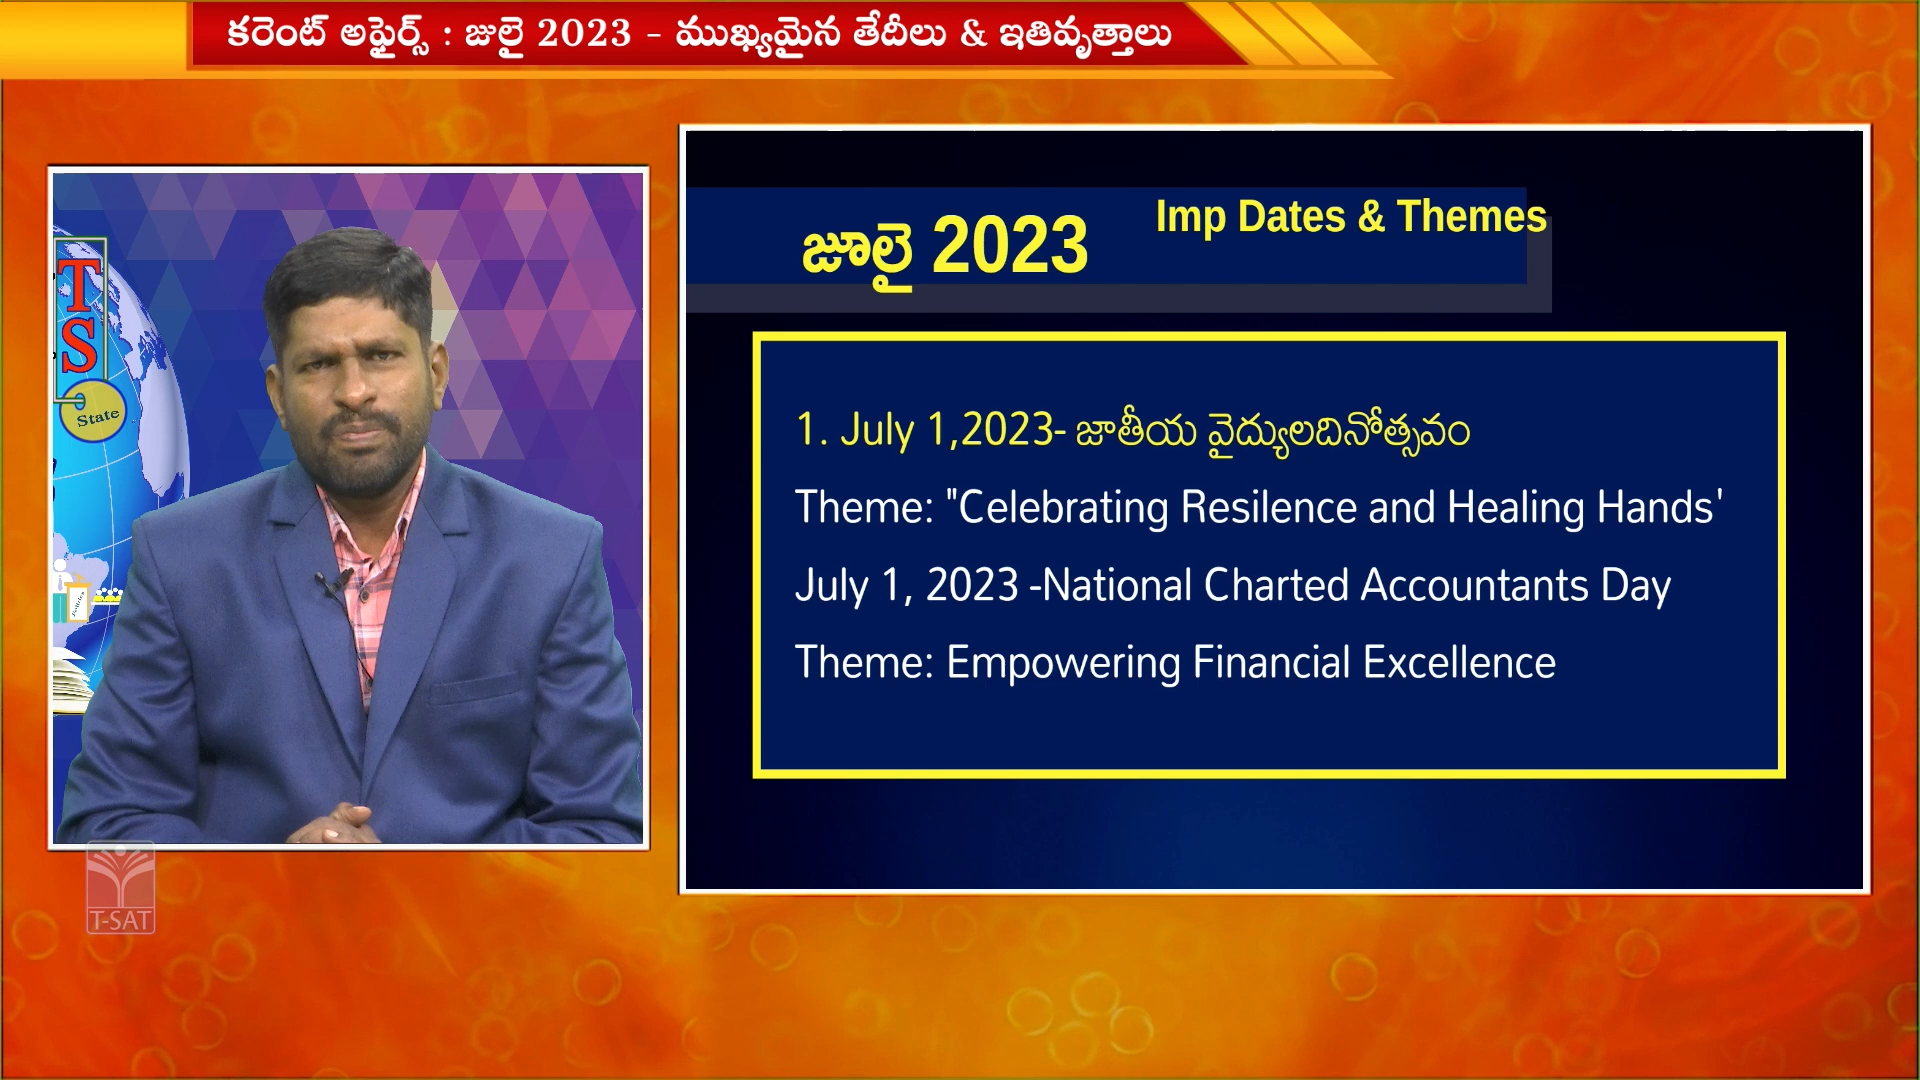 కరెంట్ అఫైర్స్ : జులై 2023 - ముఖ్యమైన తేదీలు & ఇతివృత్తాలు
జూలై 2023
Imp Dates & Themes
1. July 1,2023- జాతీయ వైద్యులదినోత్సవం
Theme: "Celebrating Resilence and Healing Hands'
July 1, 2023 -National Charted Accountants Day
Theme: Empowering Financial Excellence
T
S
State
T-SAT